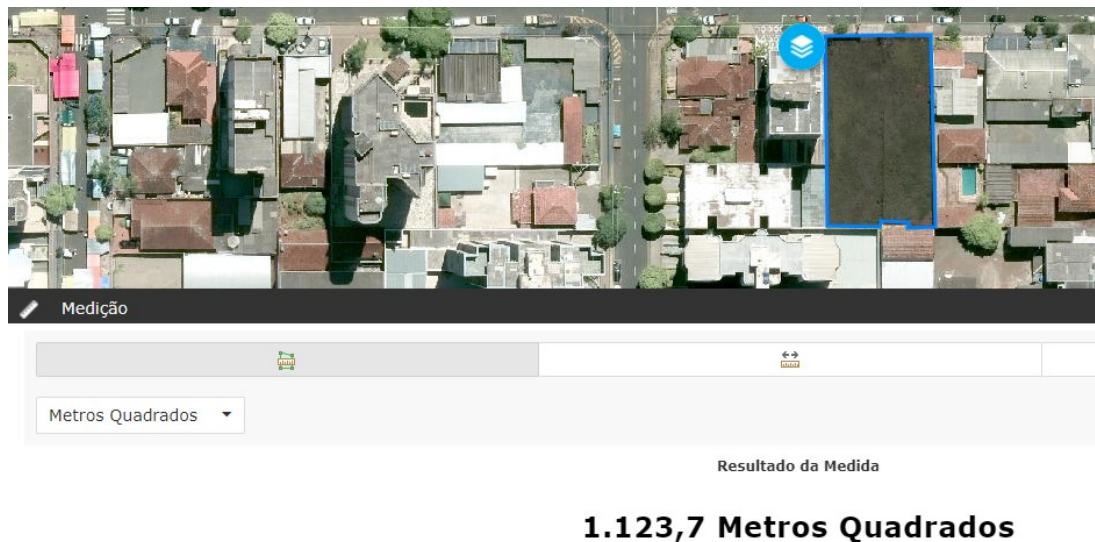 Medição
Metros Quadrados
Resultado da Medida
1.123,7 Metros Quadrados